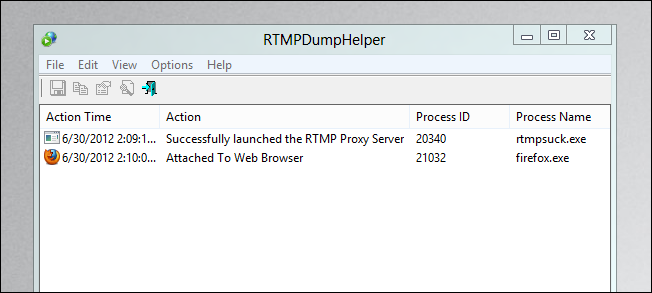 RTMPDumpHelper
File Edit View Options Help
Action Time Action Process ID Process Name
6/30/2012 2:09:1... Successfully launched the RTMP Proxy Server 20340 rtmpsuck.exe
6/30/2012 2:10:0... Attached To Web Browser 21032 firefox.exe